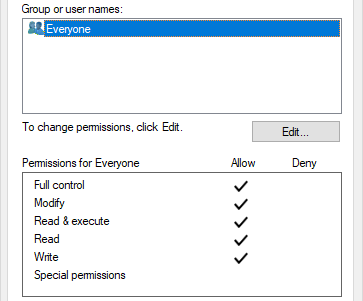 Group or user names:
Everyone
To change permissions, click Edit.
Edit...
Permissions for Everyone Allow Deny
Full control
Modify
Read & execute
Read
Write
Special permissions